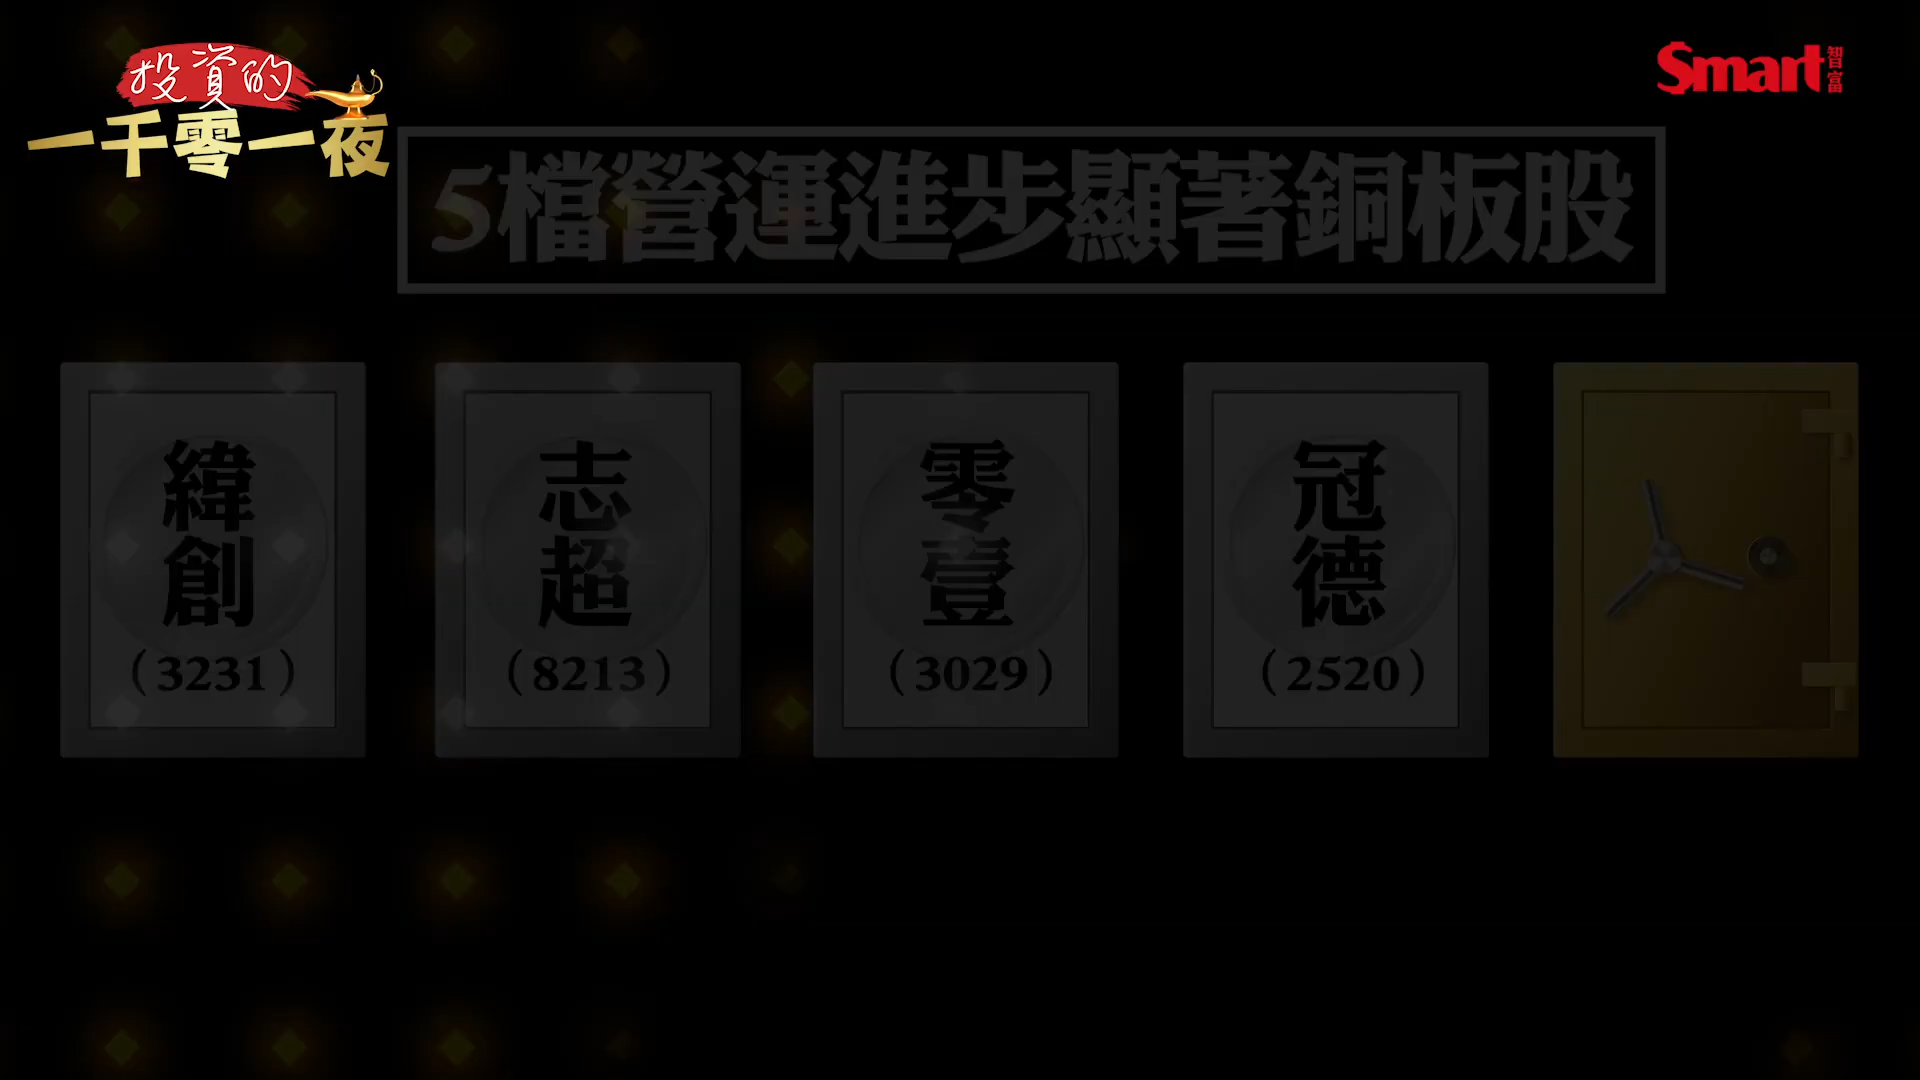 投資的
一千零一夜
Smart智富
5檔營運進步顯著銅板股
緯創
（3231）
志超
（8213）
零壹
（3029）
冠德
（2520）